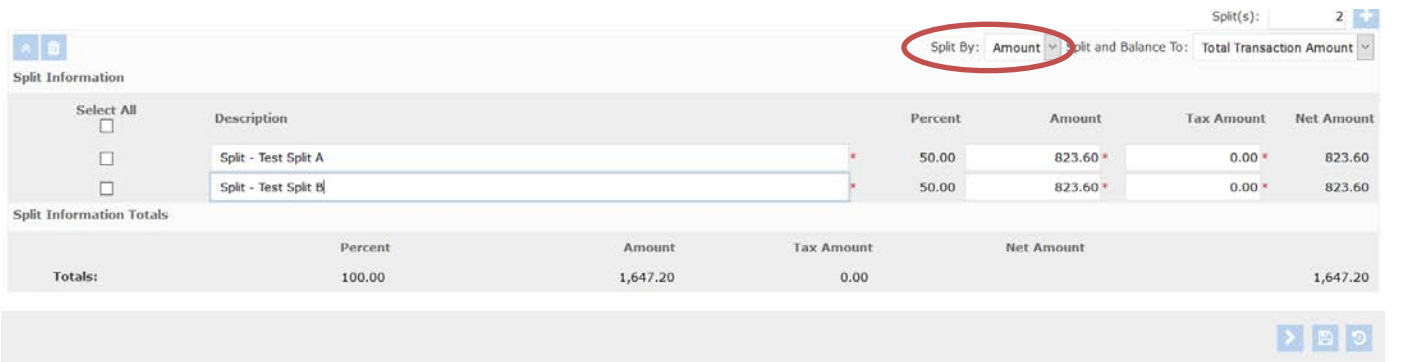 Split(s): 2
Split By: Amount Split and Balance To: Total Transaction Amount
Split Information
Select All Description Percent Amount Tax Amount Net Amount
Split - Test Split A * 50.00 823.60 * 0.00 * 823.60
Split - Test Split B * 50.00 823.60 * 0.00 * 823.60
Split Information Totals
Percent Amount Tax Amount Net Amount
Totals: 100.00 1,647.20 0.00 1,647.20